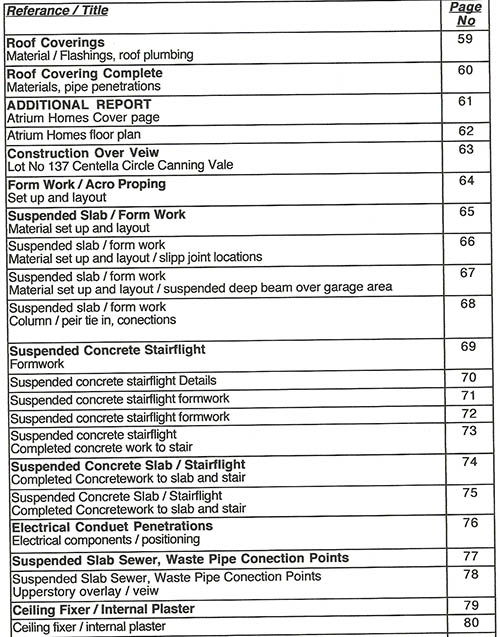 Referance / Title
Page
No
Roof Coverings
Material / Flashings, roof plumbing
59
Roof Covering Complete
Materials, pipe penetrations
60
ADDITIONAL REPORT
Atrium Homes Cover page
61
Atrium Homes floor plan
62
Construction Over Veiw
Lot No 137 Centella Circle Canning Vale
63
Form Work / Acro Proping
Set up and layout
64
Suspended Slab / Form Work
Material set up and layout
65
Suspended slab / form work
Material set up and layout / slipp joint locations
66
Suspended slab / form work
Material set up and layout / suspended deep beam over garage area
67
Suspended slab / form work
Column / peir tie in, conections
68
Suspended Concrete Stairflight
Formwork
69
Suspended concrete stairflight Details
70
Suspended concrete stairflight formwork
71
Suspended concrete stairflight formwork
72
Suspended concrete stairflight
Completed concrete work to stair
73
Suspended Concrete Slab / Stairflight
Completed Concretework to slab and stair
74
Suspended Concrete Slab / Stairflight
Completed Concretework to slab and stair
75
Electrical Conduet Penetrations
Electrical components / positioning
76
Suspended Slab Sewer, Waste Pipe Conection Points
77
Suspended Slab Sewer, Waste Pipe Conection Points
Upperstory overlay / veiw
78
Ceiling Fixer / Internal Plaster
79
Ceiling fixer / internal plaster
80